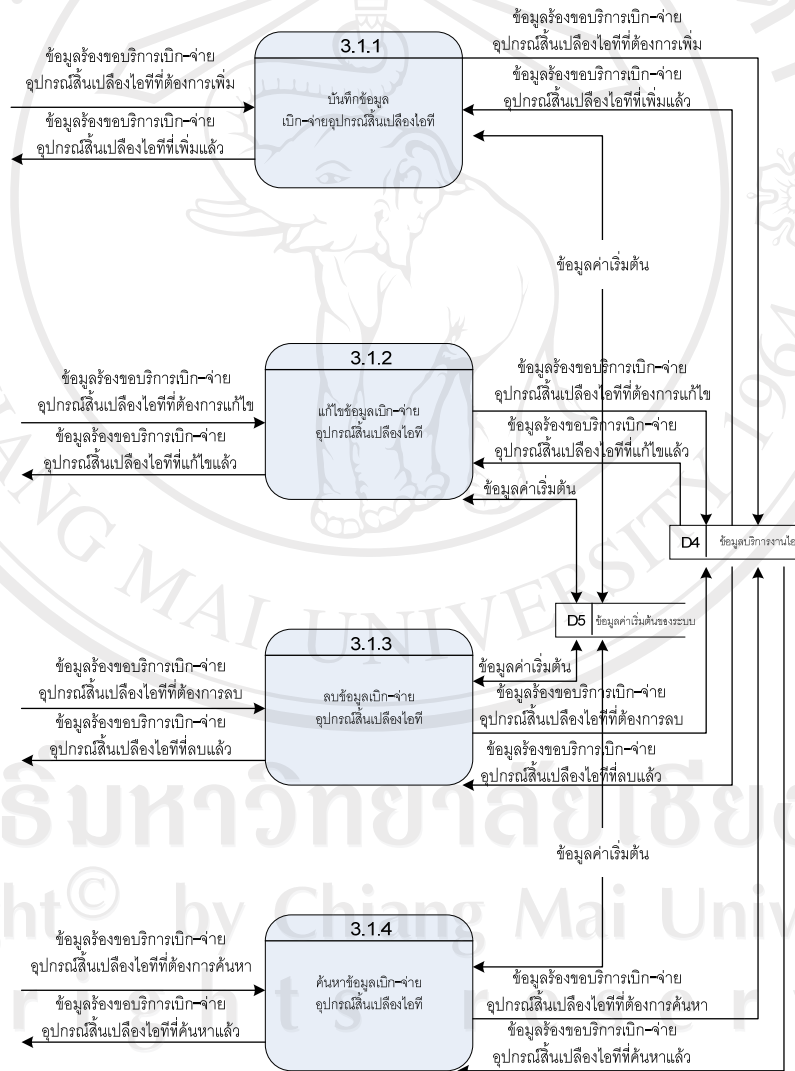 3.1.1
บันทึกข้อมูล
เบิก-จ่ายอุปกรณ์สิ้นเปลืองไอที
ข้อมูลร้องขอบริการเบิก-จ่าย
อุปกรณ์สิ้นเปลืองไอทีที่ต้องการเพิ่ม
ข้อมูลร้องขอบริการเบิก-จ่าย
อุปกรณ์สิ้นเปลืองไอทีที่เพิ่มแล้ว
ข้อมูลร้องขอบริการเบิก-จ่าย
อุปกรณ์สิ้นเปลืองไอทีที่ต้องการเพิ่ม
ข้อมูลร้องขอบริการเบิก-จ่าย
อุปกรณ์สิ้นเปลืองไอทีที่เพิ่มแล้ว
ข้อมูลค่าเริ่มต้น
3.1.2
แก้ไขข้อมูลเบิก-จ่าย
อุปกรณ์สิ้นเปลืองไอที
ข้อมูลร้องขอบริการเบิก-จ่าย
อุปกรณ์สิ้นเปลืองไอทีที่ต้องการแก้ไข
ข้อมูลร้องขอบริการเบิก-จ่าย
อุปกรณ์สิ้นเปลืองไอทีที่แก้ไขแล้ว
ข้อมูลร้องขอบริการเบิก-จ่าย
อุปกรณ์สิ้นเปลืองไอทีที่ต้องการแก้ไข
ข้อมูลร้องขอบริการเบิก-จ่าย
อุปกรณ์สิ้นเปลืองไอทีที่แก้ไขแล้ว
ข้อมูลค่าเริ่มต้น
D4 ข้อมูลบริการงานไอ
D5 ข้อมูลค่าเริ่มต้นของระบบ
3.1.3
ลบข้อมูลเบิก-จ่าย
อุปกรณ์สิ้นเปลืองไอที
ข้อมูลร้องขอบริการเบิก-จ่าย
อุปกรณ์สิ้นเปลืองไอทีที่ต้องการลบ
ข้อมูลร้องขอบริการเบิก-จ่าย
อุปกรณ์สิ้นเปลืองไอทีที่ลบแล้ว
ข้อมูลค่าเริ่มต้น
ข้อมูลร้องขอบริการเบิก-จ่าย
อุปกรณ์สิ้นเปลืองไอทีที่ต้องการลบ
ข้อมูลร้องขอบริการเบิก-จ่าย
อุปกรณ์สิ้นเปลืองไอทีที่ลบแล้ว
ข้อมูลค่าเริ่มต้น
3.1.4
ค้นหาข้อมูลเบิก-จ่าย
อุปกรณ์สิ้นเปลืองไอที
ข้อมูลร้องขอบริการเบิก-จ่าย
อุปกรณ์สิ้นเปลืองไอทีที่ต้องการค้นหา
ข้อมูลร้องขอบริการเบิก-จ่าย
อุปกรณ์สิ้นเปลืองไอทีที่ค้นหาแล้ว
ข้อมูลร้องขอบริการเบิก-จ่าย
อุปกรณ์สิ้นเปลืองไอทีที่ต้องการค้นหา
ข้อมูลร้องขอบริการเบิก-จ่าย
อุปกรณ์สิ้นเปลืองไอทีที่ค้นหาแล้ว
ANG MAI UNIVERSITY 1964
ธิ์มหาวิทยาลัยเชีย
ht© by Chiang Mai Univ
rights r e r